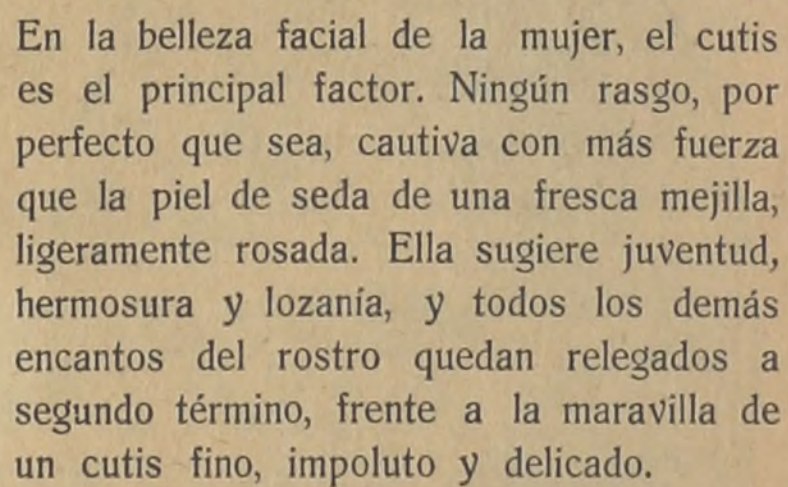 En la belleza facial de la mujer, el cutis
es el principal factor. Ningún rasgo, por
perfecto que sea, cautiva con más fuerza
que la piel de seda de una fresca mejilla,
ligeramente rosada. Ella sugiere juventud,
hermosura y lozanía, y todos los demás
encantos del rostro quedan relegados a
segundo término, frente a la maravilla de
un cutis fino, impoluto y delicado.